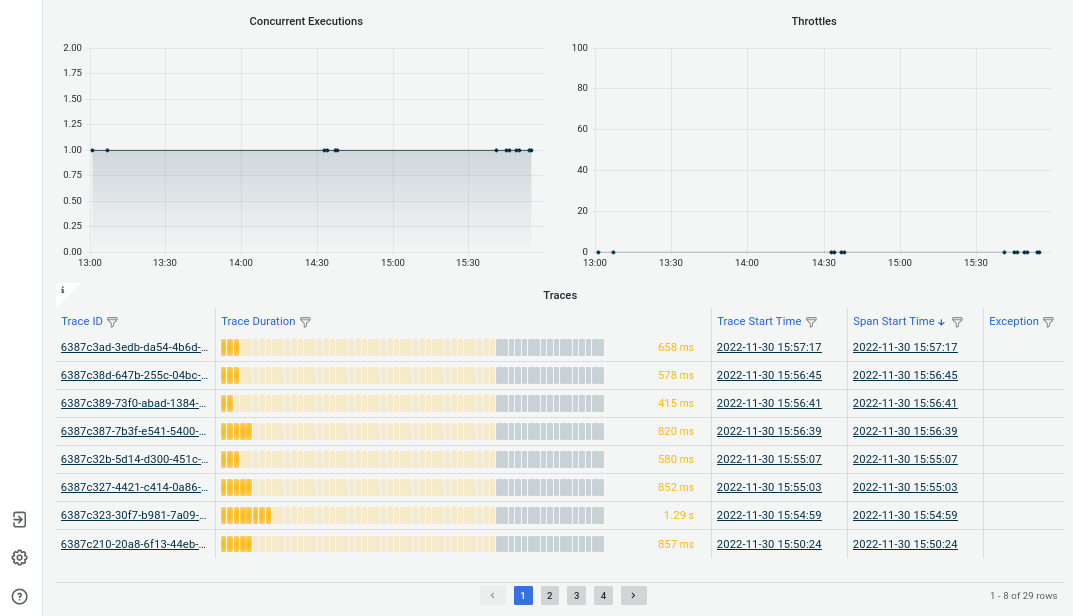 Concurrent Executions
2.00
1.75
1.50
1.25
1.00
0.75
0.50
0.25
0.00
13:00 13:30 14:00 14:30 15:00 15:30
Throttles
100
80
60
40
20
0
13:00 13:30 14:00 14:30 15:00 15:30
i
Traces
Trace ID Trace Duration Trace Start Time Span Start Time Exception
6387c3ad-3edb-da54-4b6d-... 658 ms 2022-11-30 15:57:17 2022-11-30 15:57:17
6387c38d-647b-255c-04bc-... 578 ms 2022-11-30 15:56:45 2022-11-30 15:56:45
6387c389-73f0-abad-1384-... 415 ms 2022-11-30 15:56:41 2022-11-30 15:56:41
6387c387-7b3f-e541-5400-... 820 ms 2022-11-30 15:56:39 2022-11-30 15:56:39
6387c32b-5d14-d300-451c-... 580 ms 2022-11-30 15:55:07 2022-11-30 15:55:07
6387c327-4421-c414-0a86-... 852 ms 2022-11-30 15:55:03 2022-11-30 15:55:03
6387c323-30f7-b981-7a09-... 1.29 s 2022-11-30 15:54:59 2022-11-30 15:54:59
6387c210-20a8-6f13-44eb-... 857 ms 2022-11-30 15:50:24 2022-11-30 15:50:24
1 2 3 4
1 - 8 of 29 rows